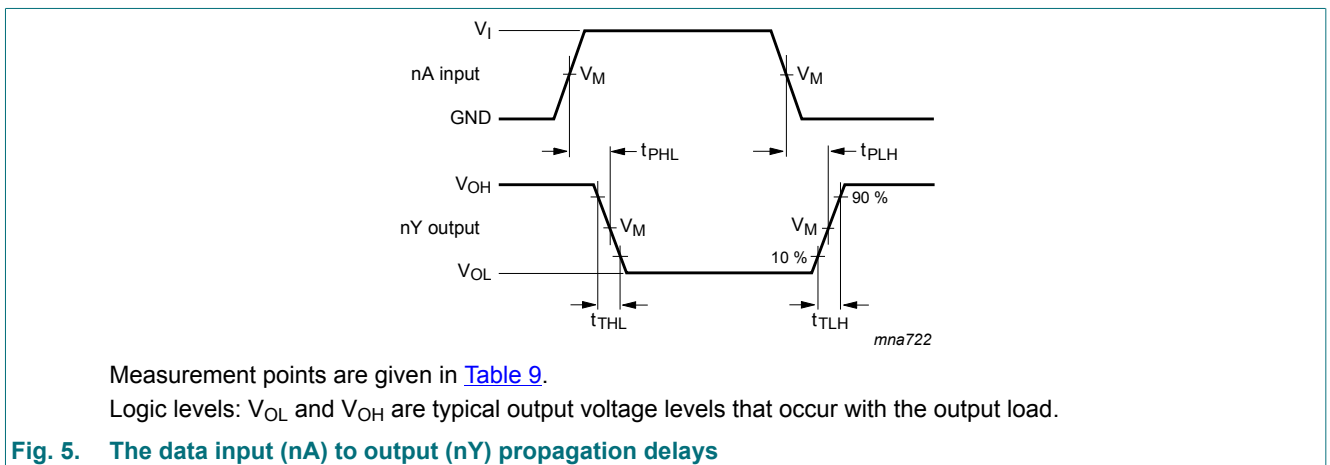 V_I
nA input
V_M
V_M
GND
t_PHL
t_PLH
V_OH
90 %
nY output
V_M
V_M
10 %
V_OL
t_THL
t_TLH
mna722
Measurement points are given in Table 9.
Logic levels: V_OL and V_OH are typical output voltage levels that occur with the output load.
Fig. 5. The data input (nA) to output (nY) propagation delays